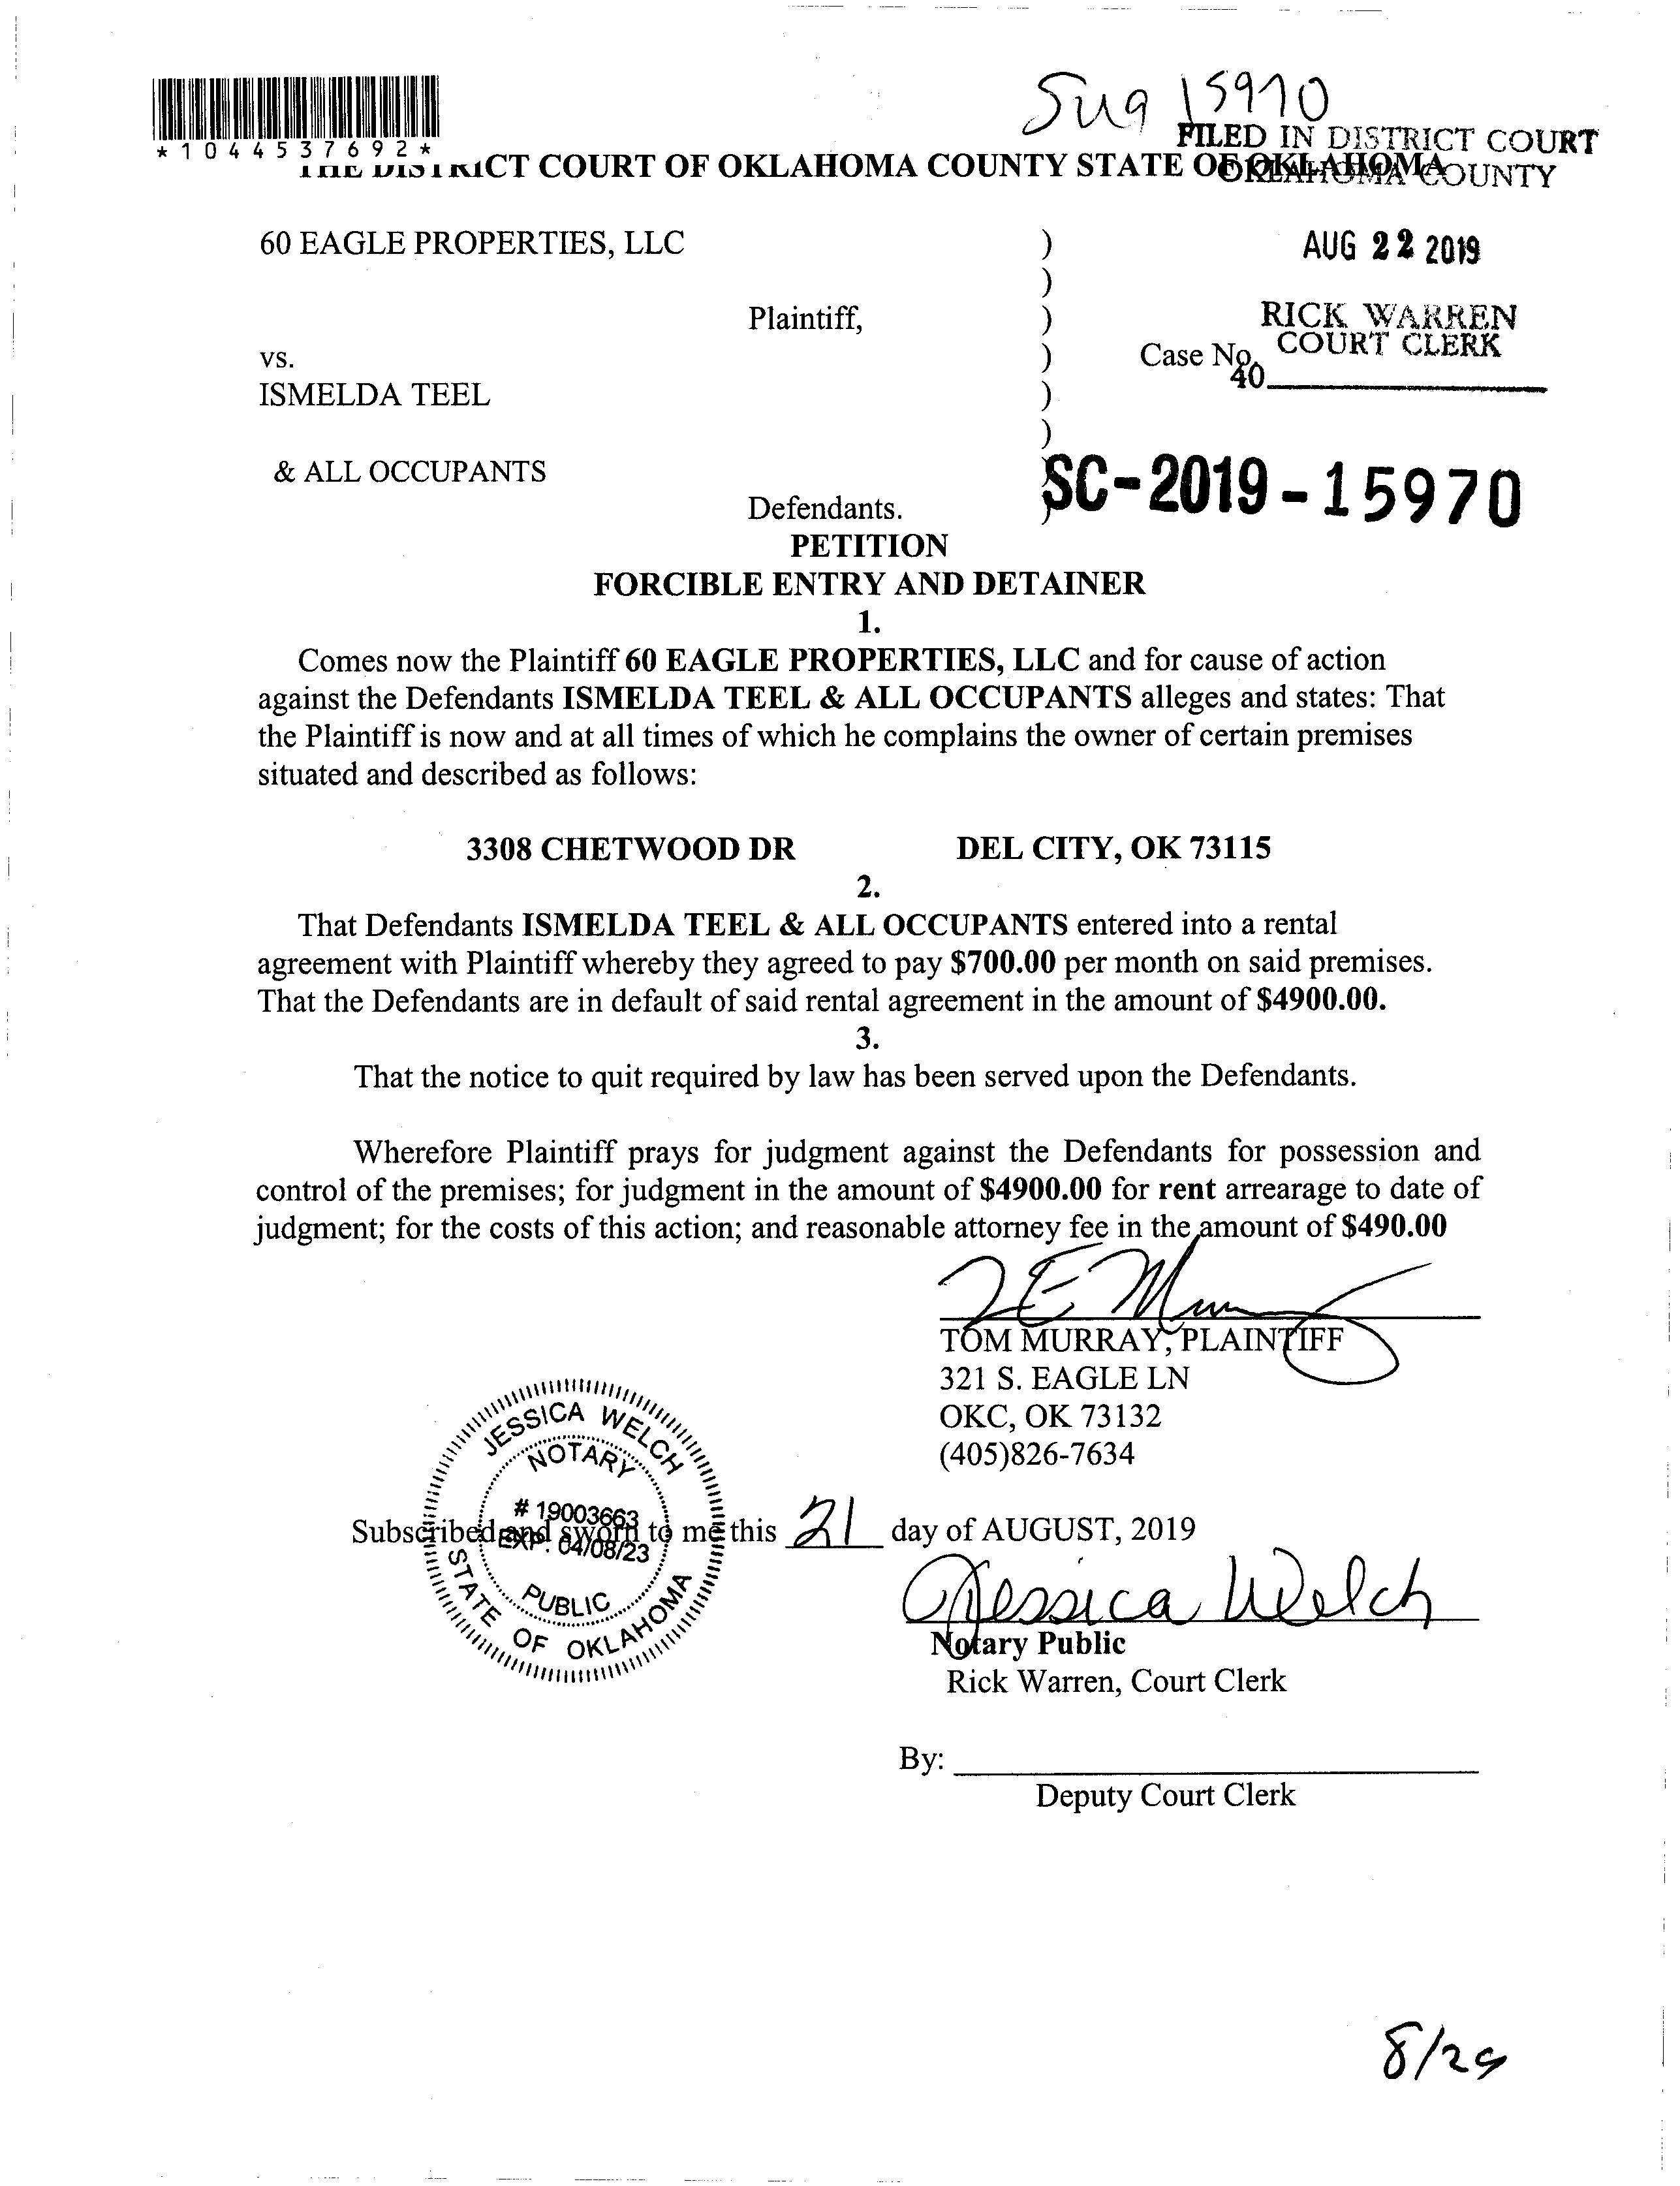 Sug 15970
*1044537692*
FILED IN DISTRICT COURT
OKLAHOMA COUNTY
THE DISTRICT COURT OF OKLAHOMA COUNTY STATE OF OKLAHOMA
60 EAGLE PROPERTIES, LLC )
AUG 22 2019
)
Plaintiff, )
RICK WARREN
COURT CLERK
vs. ) Case No.
40
ISMELDA TEEL )
)
& ALL OCCUPANTS )
SC-2019-15970
Defendants. )
PETITION
FORCIBLE ENTRY AND DETAINER
1.
Comes now the Plaintiff 60 EAGLE PROPERTIES, LLC and for cause of action
against the Defendants ISMELDA TEEL & ALL OCCUPANTS alleges and states: That
the Plaintiff is now and at all times of which he complains the owner of certain premises
situated and described as follows:
3308 CHETWOOD DR DEL CITY, OK 73115
2.
That Defendants ISMELDA TEEL & ALL OCCUPANTS entered into a rental
agreement with Plaintiff whereby they agreed to pay $700.00 per month on said premises.
That the Defendants are in default of said rental agreement in the amount of $4900.00.
3.
That the notice to quit required by law has been served upon the Defendants.
Wherefore Plaintiff prays for judgment against the Defendants for possession and
control of the premises; for judgment in the amount of $4900.00 for rent arrearage to date of
judgment; for the costs of this action; and reasonable attorney fee in the amount of $490.00
TOM MURRAY, PLAINTIFF
321 S. EAGLE LN
OKC, OK 73132
(405)826-7634
JESSICA WELCH
NOTARY
# 19003663
EXP. 04/08/23
PUBLIC
STATE OF OKLAHOMA
Subscribed and sworn to me this 21 day of AUGUST, 2019
Jessica Welch
Notary Public
Rick Warren, Court Clerk
By:
Deputy Court Clerk
8/29